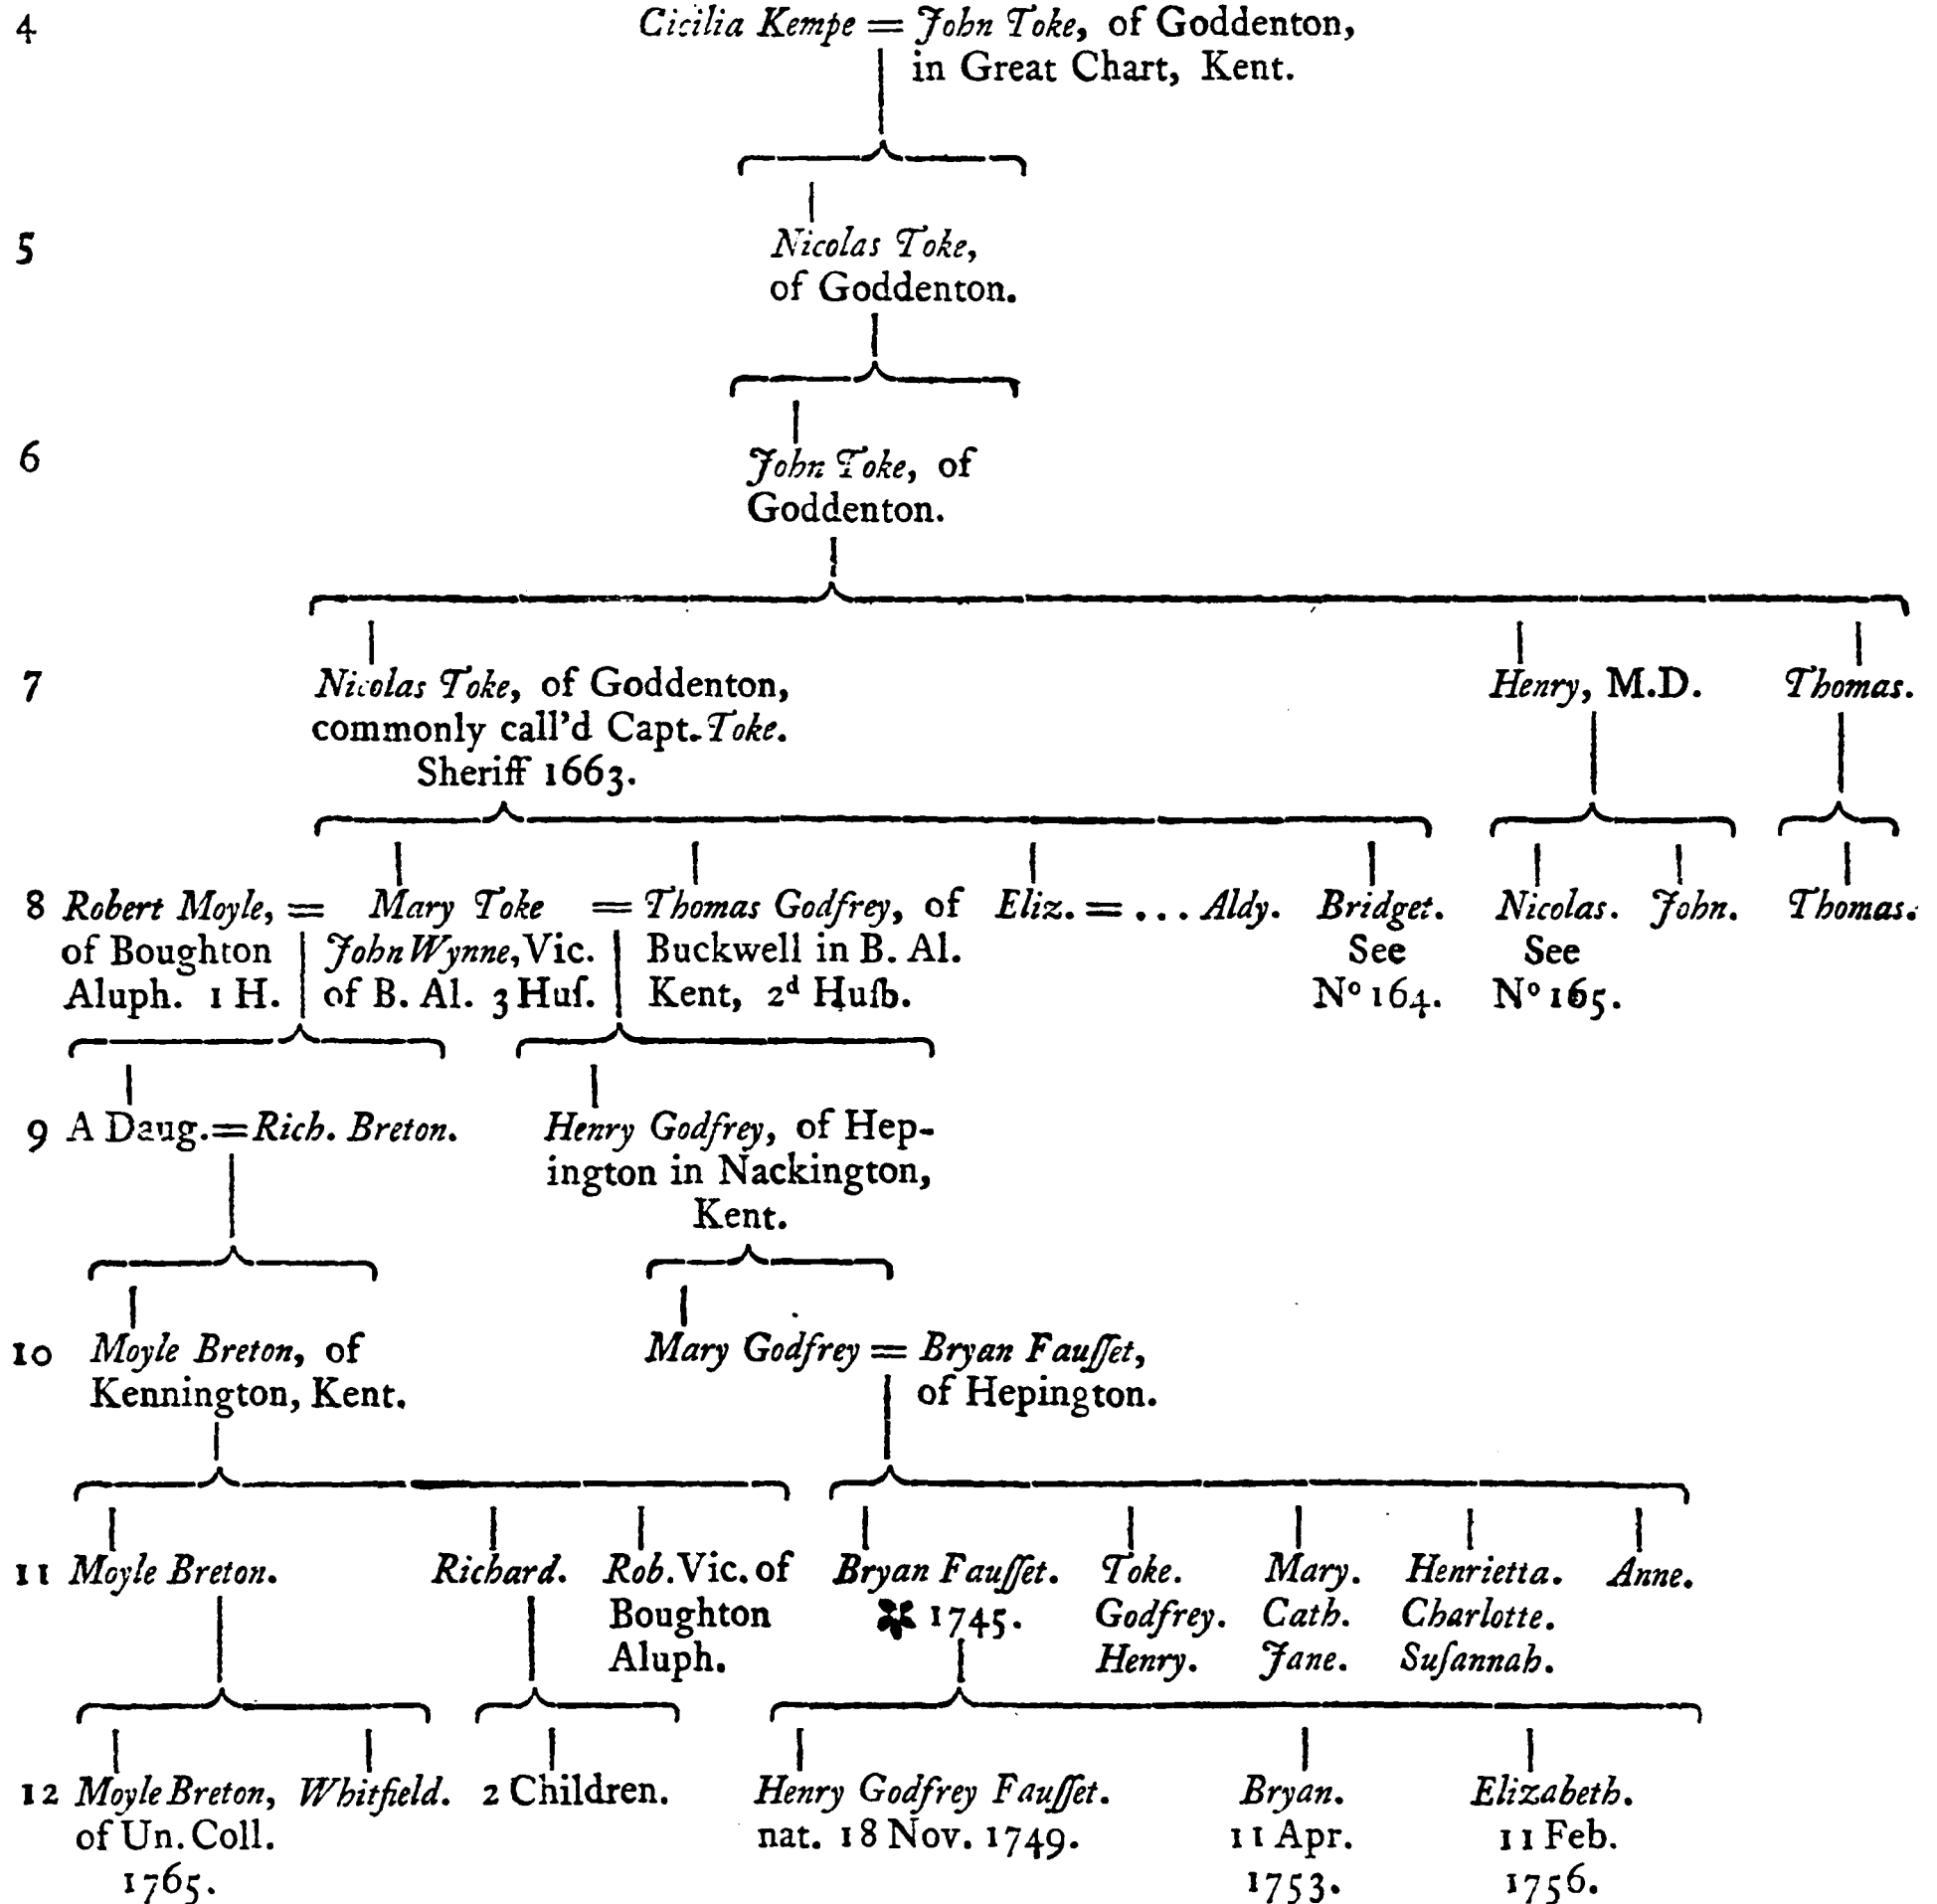 4 Cicilia Kempe = John Toke, of Goddenton,
in Great Chart, Kent.
5 Nicolas Toke,
of Goddenton.
6 John Toke, of
Goddenton.
7 Nicolas Toke, of Goddenton, Henry, M.D. Thomas.
commonly call'd Capt. Toke.
Sheriff 1663.
8 Robert Moyle, = Mary Toke = Thomas Godfrey, of Eliz. = ... Aldy. Bridget. Nicolas. John. Thomas.
of Boughton John Wynne, Vic. Buckwell in B. Al. See See
Aluph. 1 H. of B. Al. 3 Huſ. Kent, 2d Huſb. No 164. No 165.
9 A Daug. = Rich. Breton. Henry Godfrey, of Hep-
ington in Nackington,
Kent.
10 Moyle Breton, of Mary Godfrey = Bryan Fauſſet,
Kennington, Kent. of Hepington.
11 Moyle Breton. Richard. Rob. Vic. of Bryan Fauſſet. Toke. Mary. Henrietta. Anne.
Boughton ✽ 1745. Godfrey. Cath. Charlotte.
Aluph. Henry. Jane. Suſannah.
12 Moyle Breton, Whitfield. 2 Children. Henry Godfrey Fauſſet. Bryan. Elizabeth.
of Un. Coll. nat. 18 Nov. 1749. 11 Apr. 11 Feb.
1765. 1753. 1756.